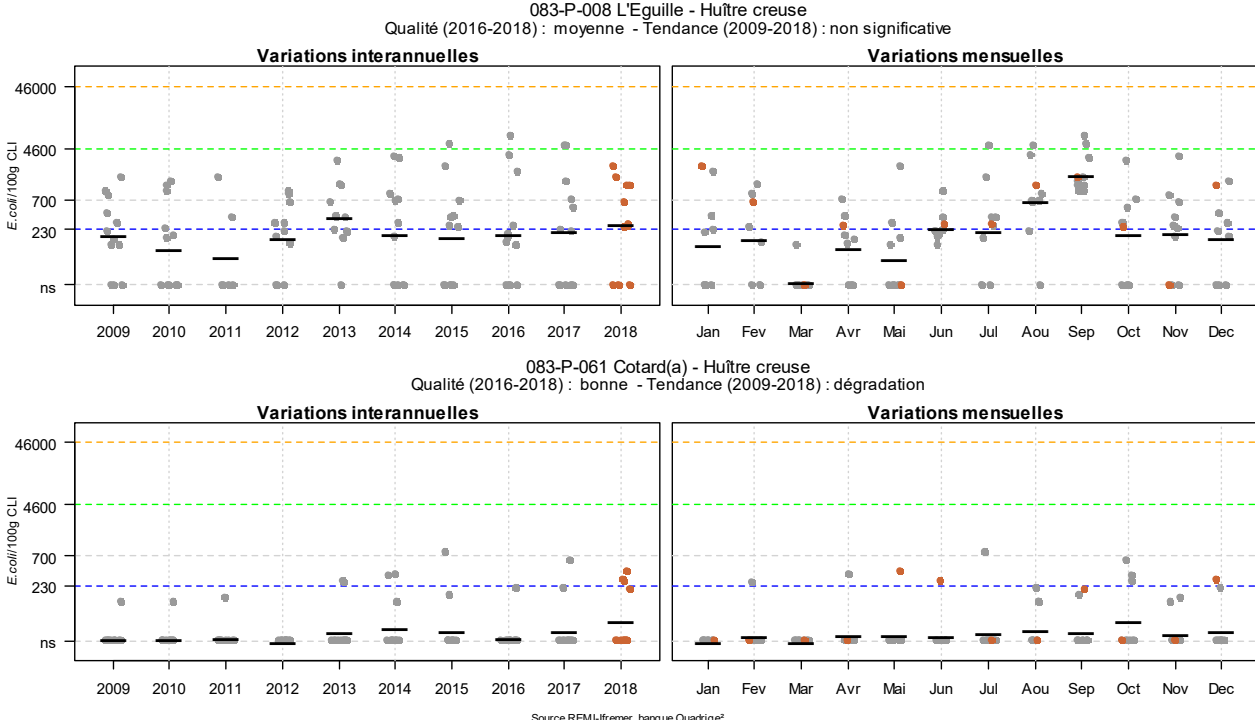 083-P-008 L'Eguille - Huître creuse
Qualité (2016-2018) : moyenne - Tendance (2009-2018) : non significative
Variations interannuelles
Variations mensuelles
E.coli/100g CLI
46000
4600
700
230
ns
2009 2010 2011 2012 2013 2014 2015 2016 2017 2018
Jan Fev Mar Avr Mai Jun Jul Aou Sep Oct Nov Dec
083-P-061 Cotard(a) - Huître creuse
Qualité (2016-2018) : bonne - Tendance (2009-2018) : dégradation
Variations interannuelles
Variations mensuelles
E.coli/100g CLI
46000
4600
700
230
ns
2009 2010 2011 2012 2013 2014 2015 2016 2017 2018
Jan Fev Mar Avr Mai Jun Jul Aou Sep Oct Nov Dec
Source REMI-Ifremer, banque Quadrige²